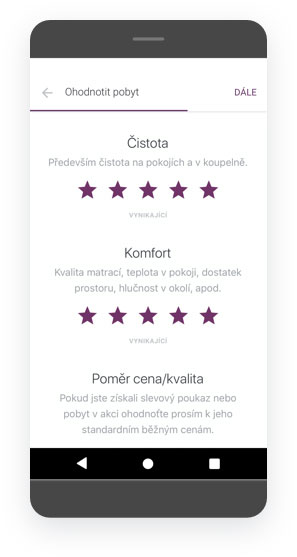 Ohodnotit pobyt
DÁLE
Čistota
Především čistota na pokojích a v koupelně.
VYNIKAJÍCÍ
Komfort
Kvalita matrací, teplota v pokoji, dostatek
prostoru, hlučnost v okolí, apod.
VYNIKAJÍCÍ
Poměr cena/kvalita
Pokud jste získali slevový poukaz nebo
pobyt v akci ohodnoťte prosím k jeho
standardním běžným cenám.